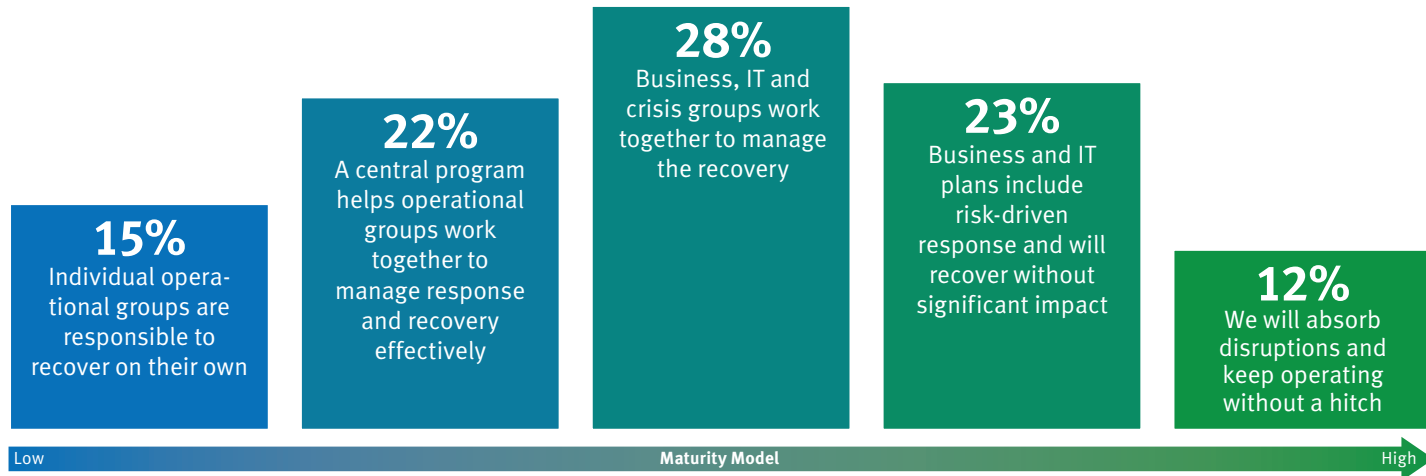 15%
Individual opera-
tional groups are
responsible to
recover on their own
22%
A central program
helps operational
groups work
together to
manage response
and recovery
effectively
28%
Business, IT and
crisis groups work
together to manage
the recovery
23%
Business and IT
plans include
risk-driven
response and will
recover without
significant impact
12%
We will absorb
disruptions and
keep operating
without a hitch
Low Maturity Model High